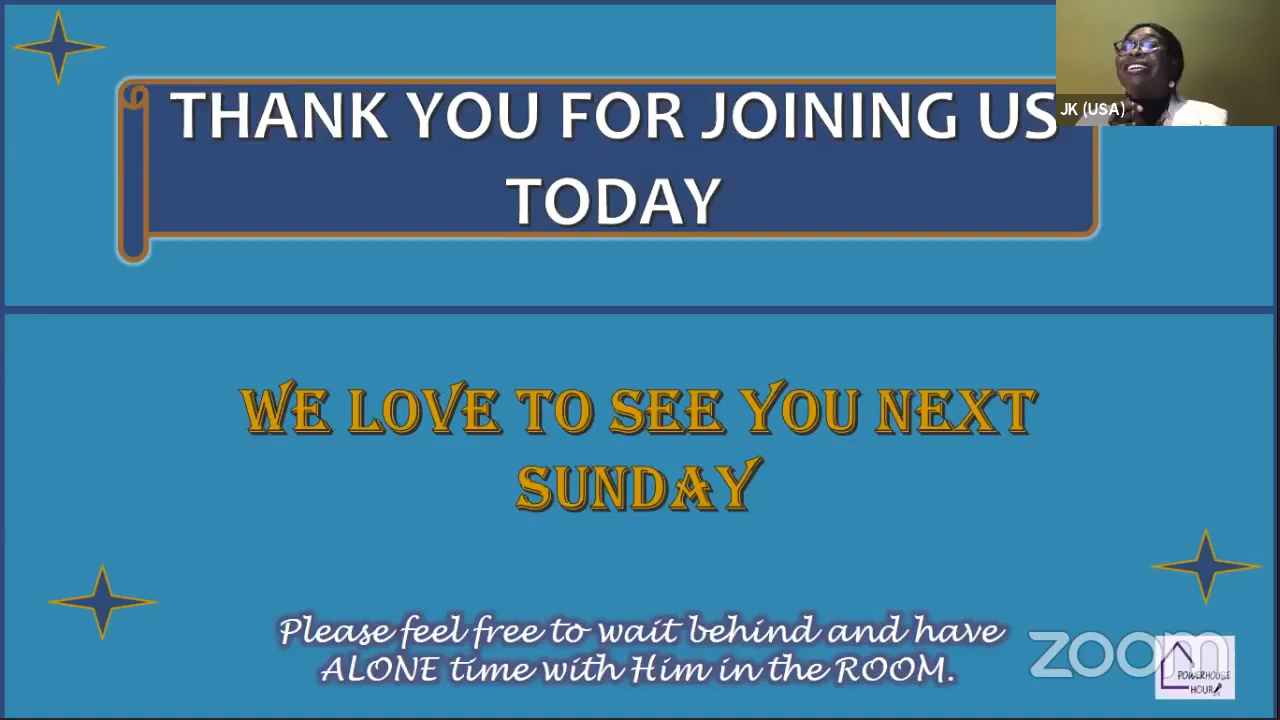 THANK YOU FOR JOINING US
TODAY
JK (USA)
WE LOVE TO SEE YOU NEXT
SUNDAY
Please feel free to wait behind and have
ALONE time with Him in the ROOM.
zoom
POWERHOUSE
HOUR